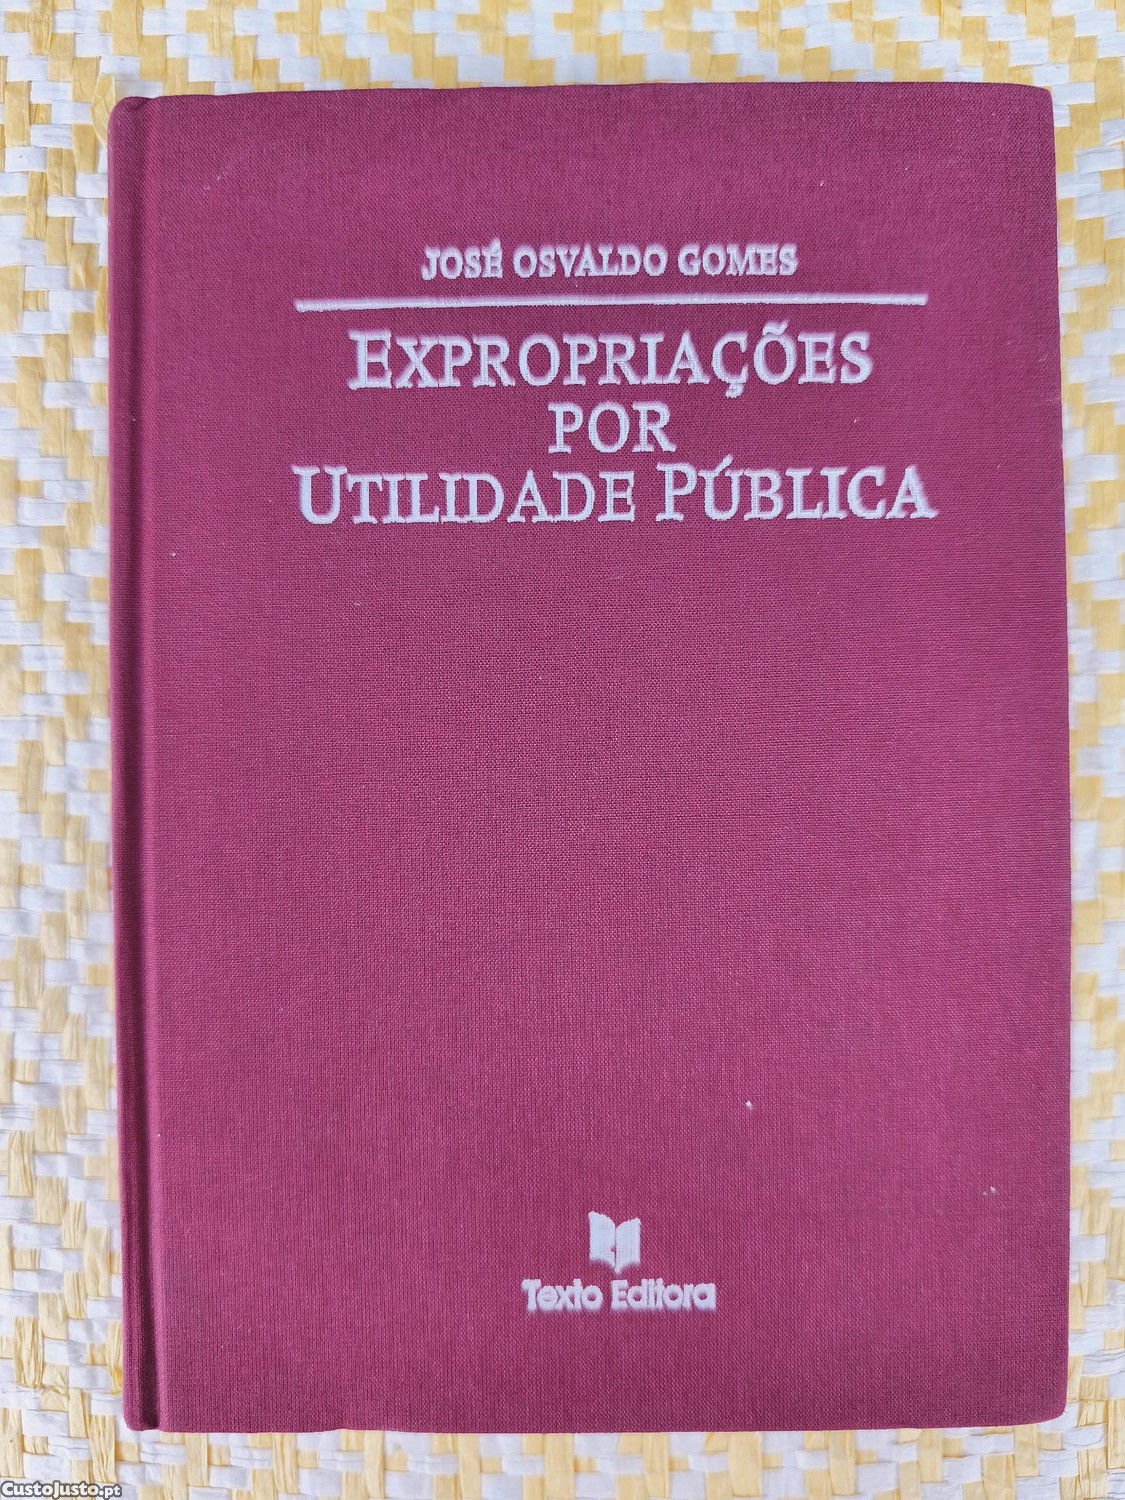 JOSÉ OSVALDO GOMES
EXPROPRIAÇÕES
POR
UTILIDADE PÚBLICA
Texto Editora
CustoJusto.pt